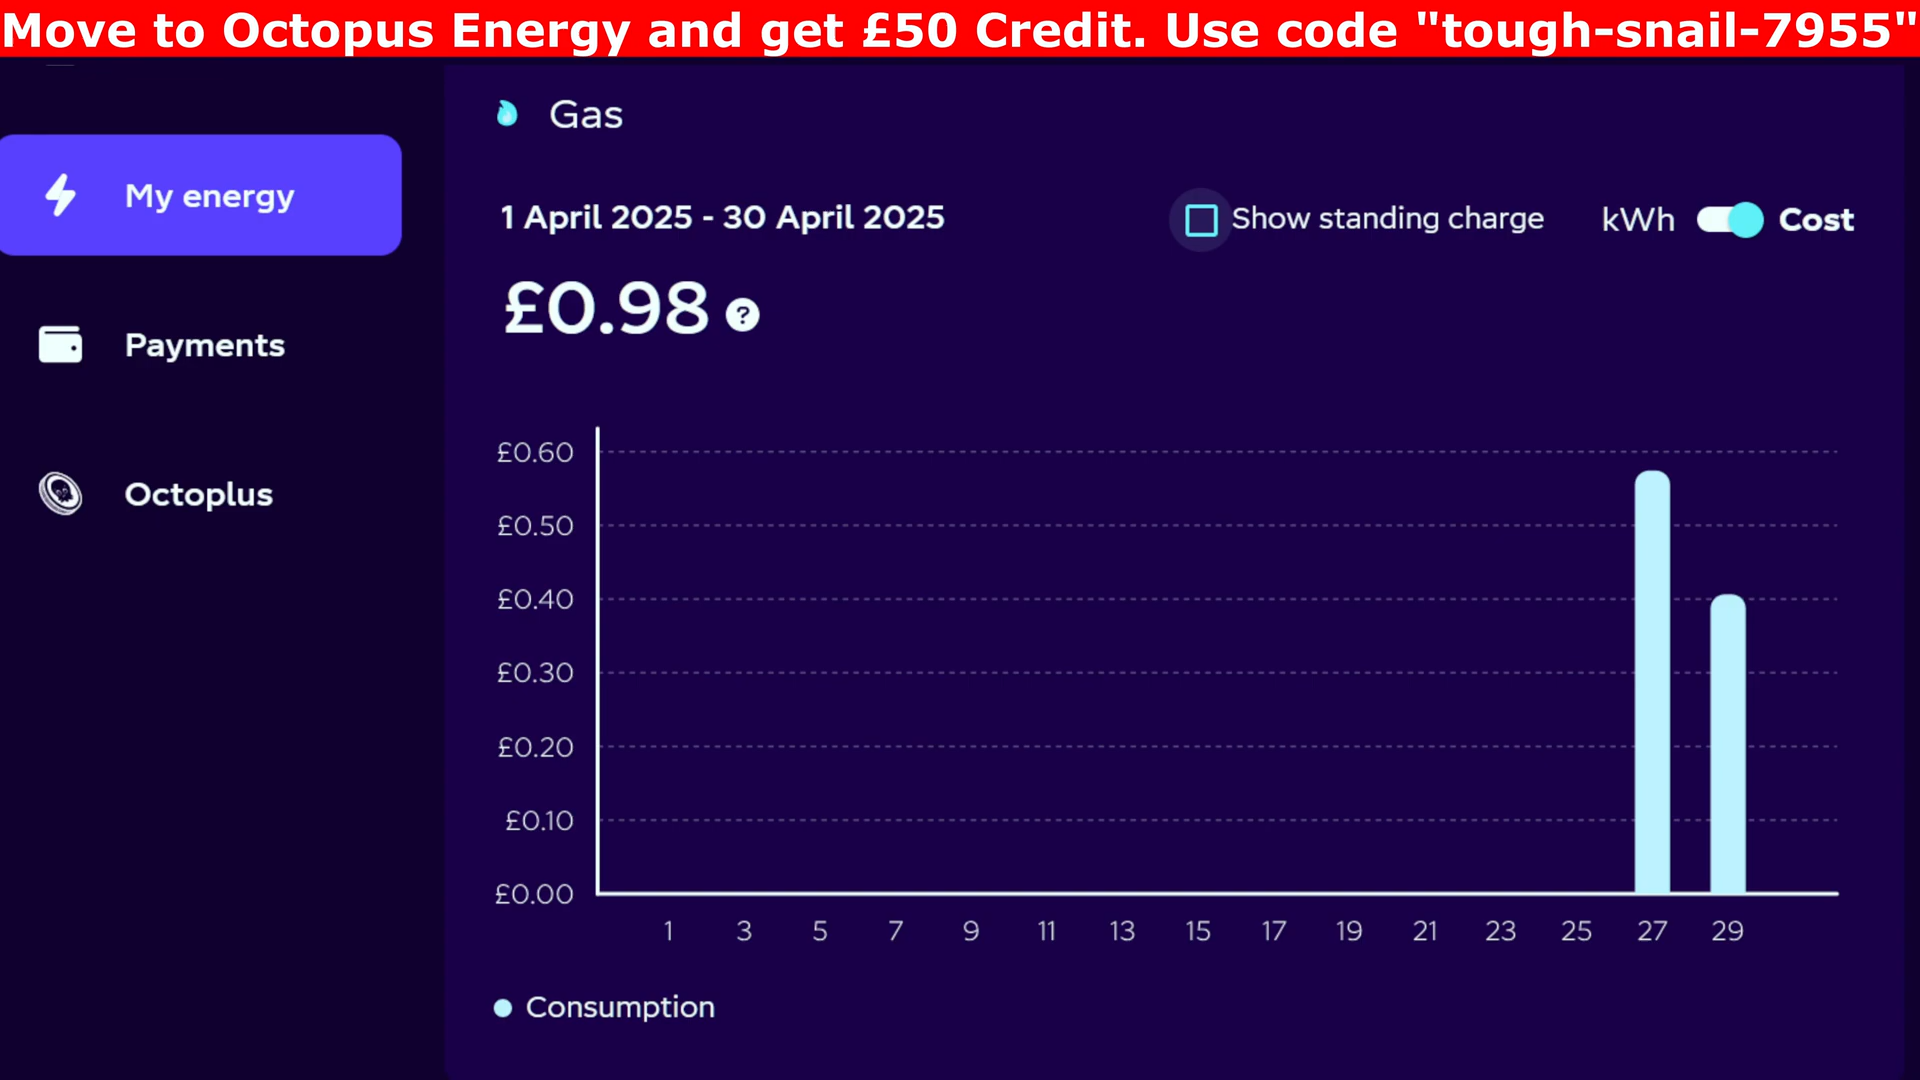 Move to Octopus Energy and get £50 Credit. Use code "tough-snail-7955"
Gas
My energy
1 April 2025 - 30 April 2025
Show standing charge
kWh
Cost
£0.98 ?
Payments
Octoplus
£0.60
£0.50
£0.40
£0.30
£0.20
£0.10
£0.00
1 3 5 7 9 11 13 15 17 19 21 23 25 27 29
Consumption